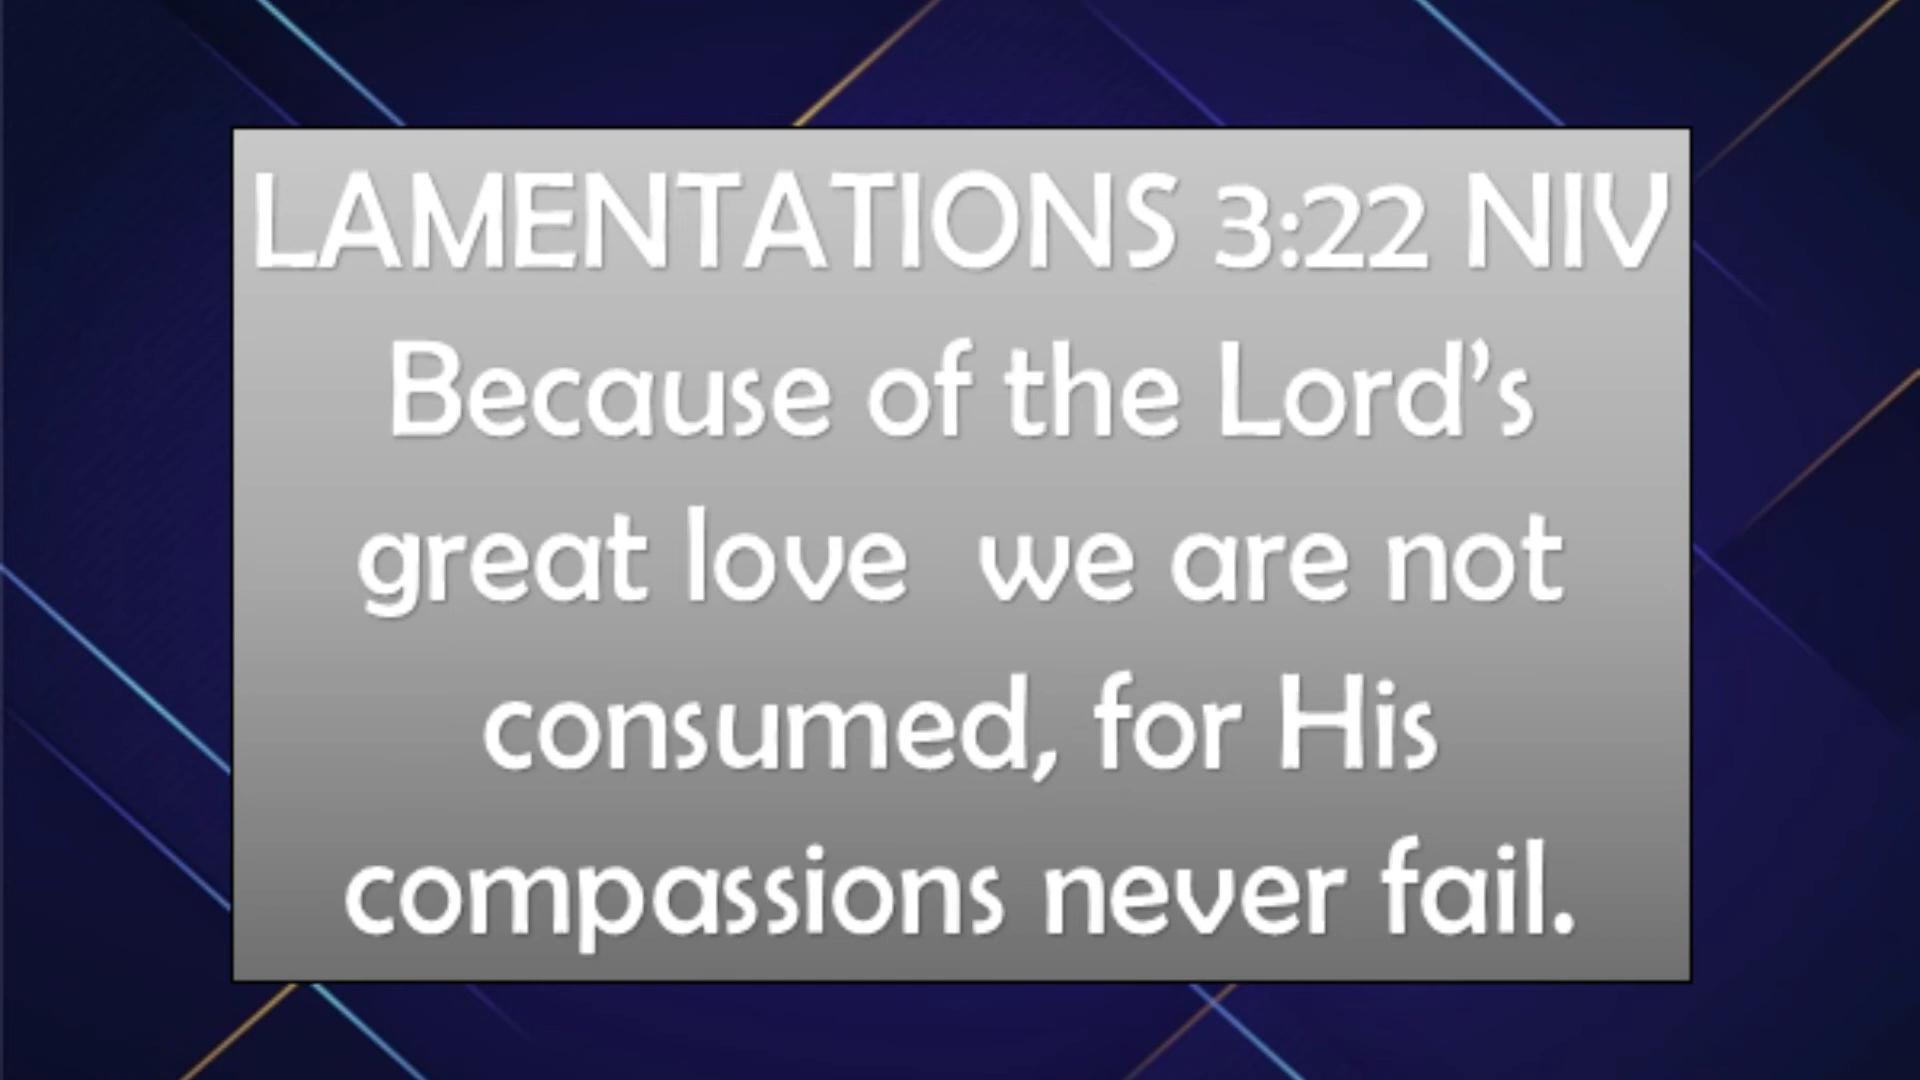 LAMENTATIONS 3:22 NIV
Because of the Lord’s
great love  we are not
consumed, for His
compassions never fail.